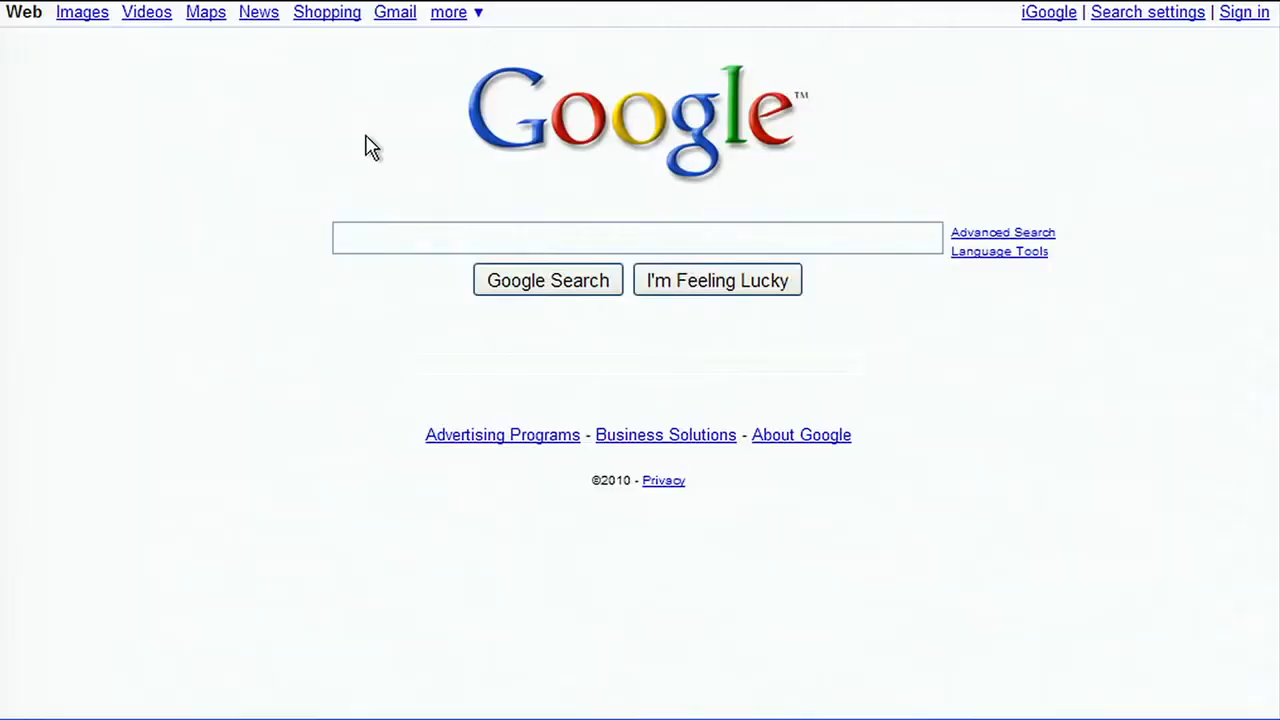 Web Images Videos Maps News Shopping Gmail more ▼ iGoogle | Search settings | Sign in
Google™
Advanced Search
Language Tools
Google Search I'm Feeling Lucky
Advertising Programs - Business Solutions - About Google
©2010 - Privacy